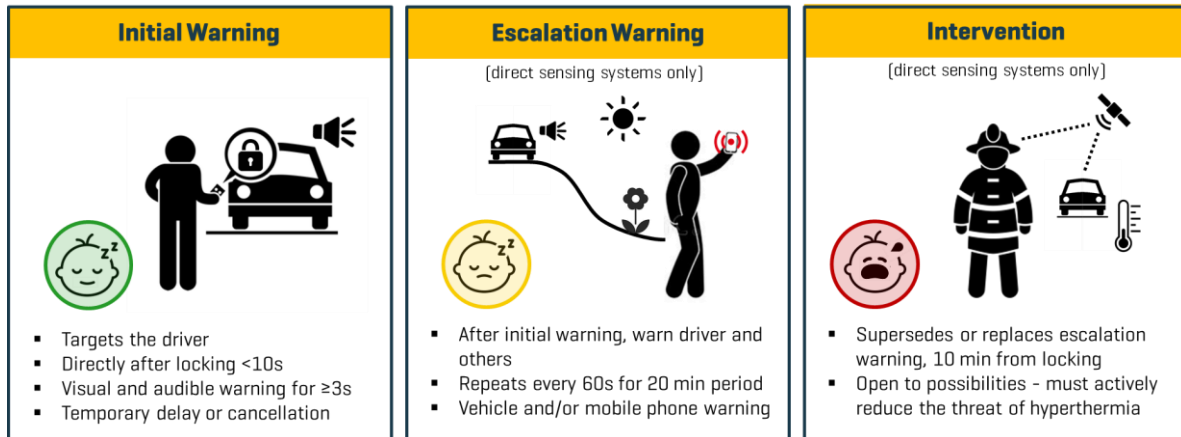 Initial Warning
z z
▪ Targets the driver
▪ Directly after locking <10s
▪ Visual and audible warning for ≥3s
▪ Temporary delay or cancellation
Escalation Warning
(direct sensing systems only)
z z
▪ After initial warning, warn driver and
others
▪ Repeats every 60s for 20 min period
▪ Vehicle and/or mobile phone warning
Intervention
(direct sensing systems only)
▪ Supersedes or replaces escalation
warning, 10 min from locking
▪ Open to possibilities - must actively
reduce the threat of hyperthermia